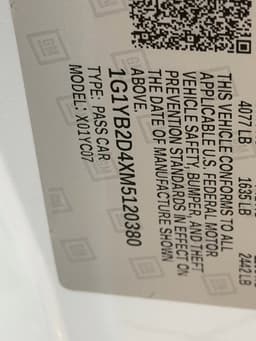 4077 LB 1635 LB 2442 LB
THIS VEHICLE CONFORMS TO ALL
APPLICABLE U.S. FEDERAL MOTOR
VEHICLE SAFETY, BUMPER, AND THEFT
PREVENTION STANDARDS IN EFFECT ON
THE DATE OF MANUFACTURE SHOWN
ABOVE.
1G1YB2D4XM5120380
TYPE: PASS CAR
MODEL: X01YC07